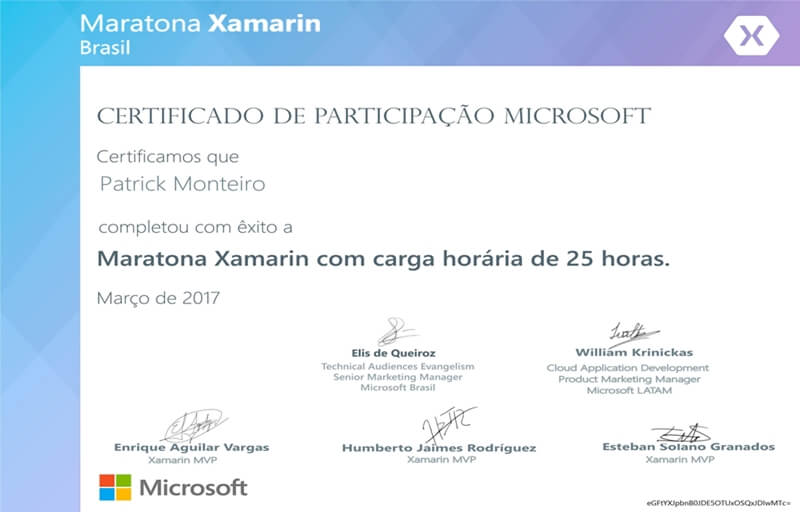 Maratona Xamarin
Brasil
CERTIFICADO DE PARTICIPAÇÃO MICROSOFT
Certificamos que
Patrick Monteiro
completou com êxito a
Maratona Xamarin com carga horária de 25 horas.
Março de 2017
Elis de Queiroz
Technical Audiences Evangelism
Senior Marketing Manager
Microsoft Brasil
William Krinickas
Cloud Application Development
Product Marketing Manager
Microsoft LATAM
Enrique Aguilar Vargas
Xamarin MVP
Humberto Jaimes Rodríguez
Xamarin MVP
Esteban Solano Granados
Xamarin MVP
Microsoft